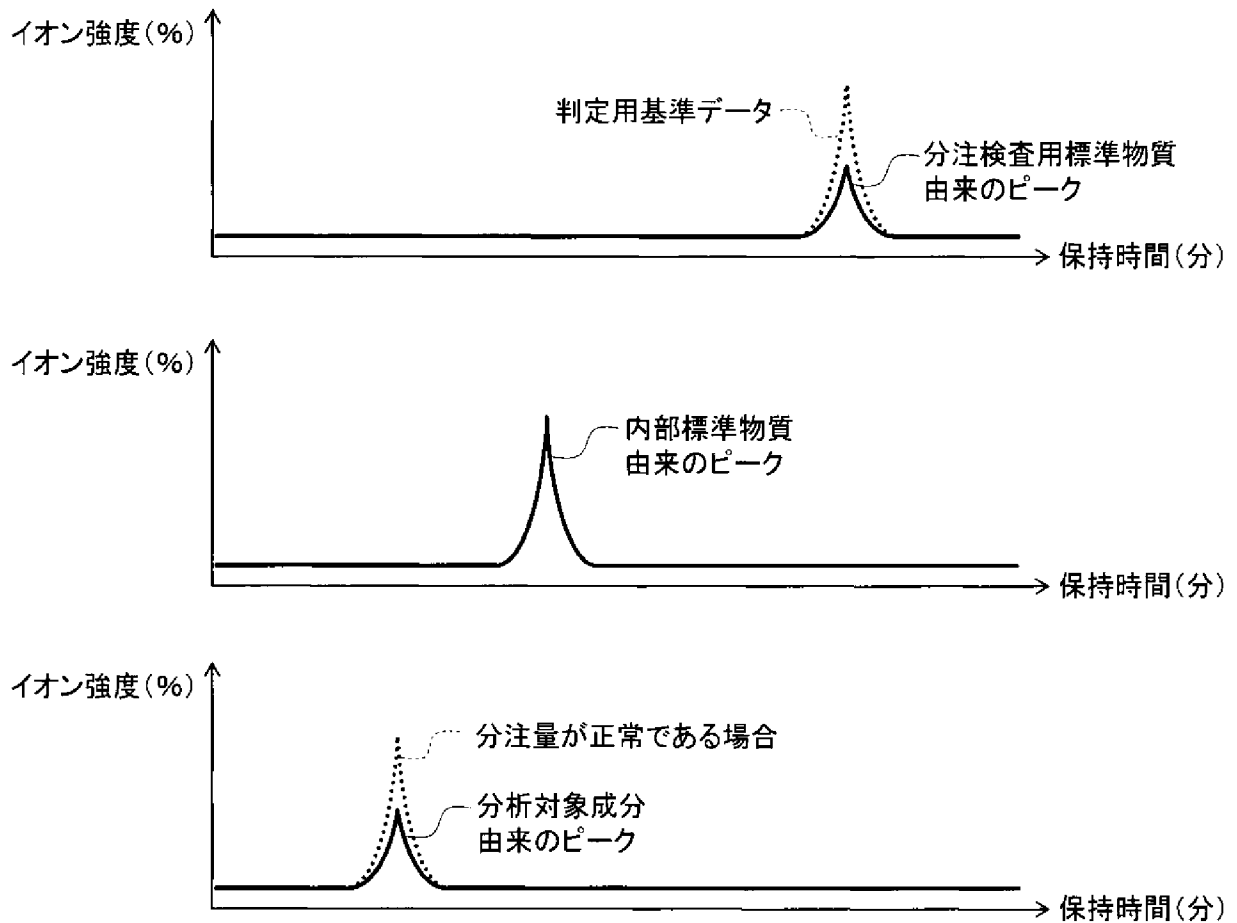 イオン強度(%)
判定用基準データ
分注検査用標準物質
由来のピーク
保持時間(分)
イオン強度(%)
内部標準物質
由来のピーク
保持時間(分)
イオン強度(%)
分注量が正常である場合
分析対象成分
由来のピーク
保持時間(分)